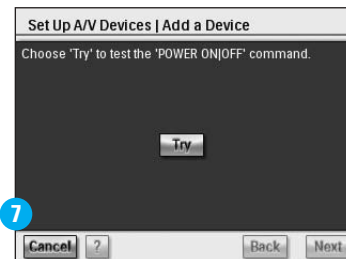 Set Up A/V Devices | Add a Device
Choose 'Try' to test the 'POWER ON|OFF' command.
Try
7
Cancel ? Back Next